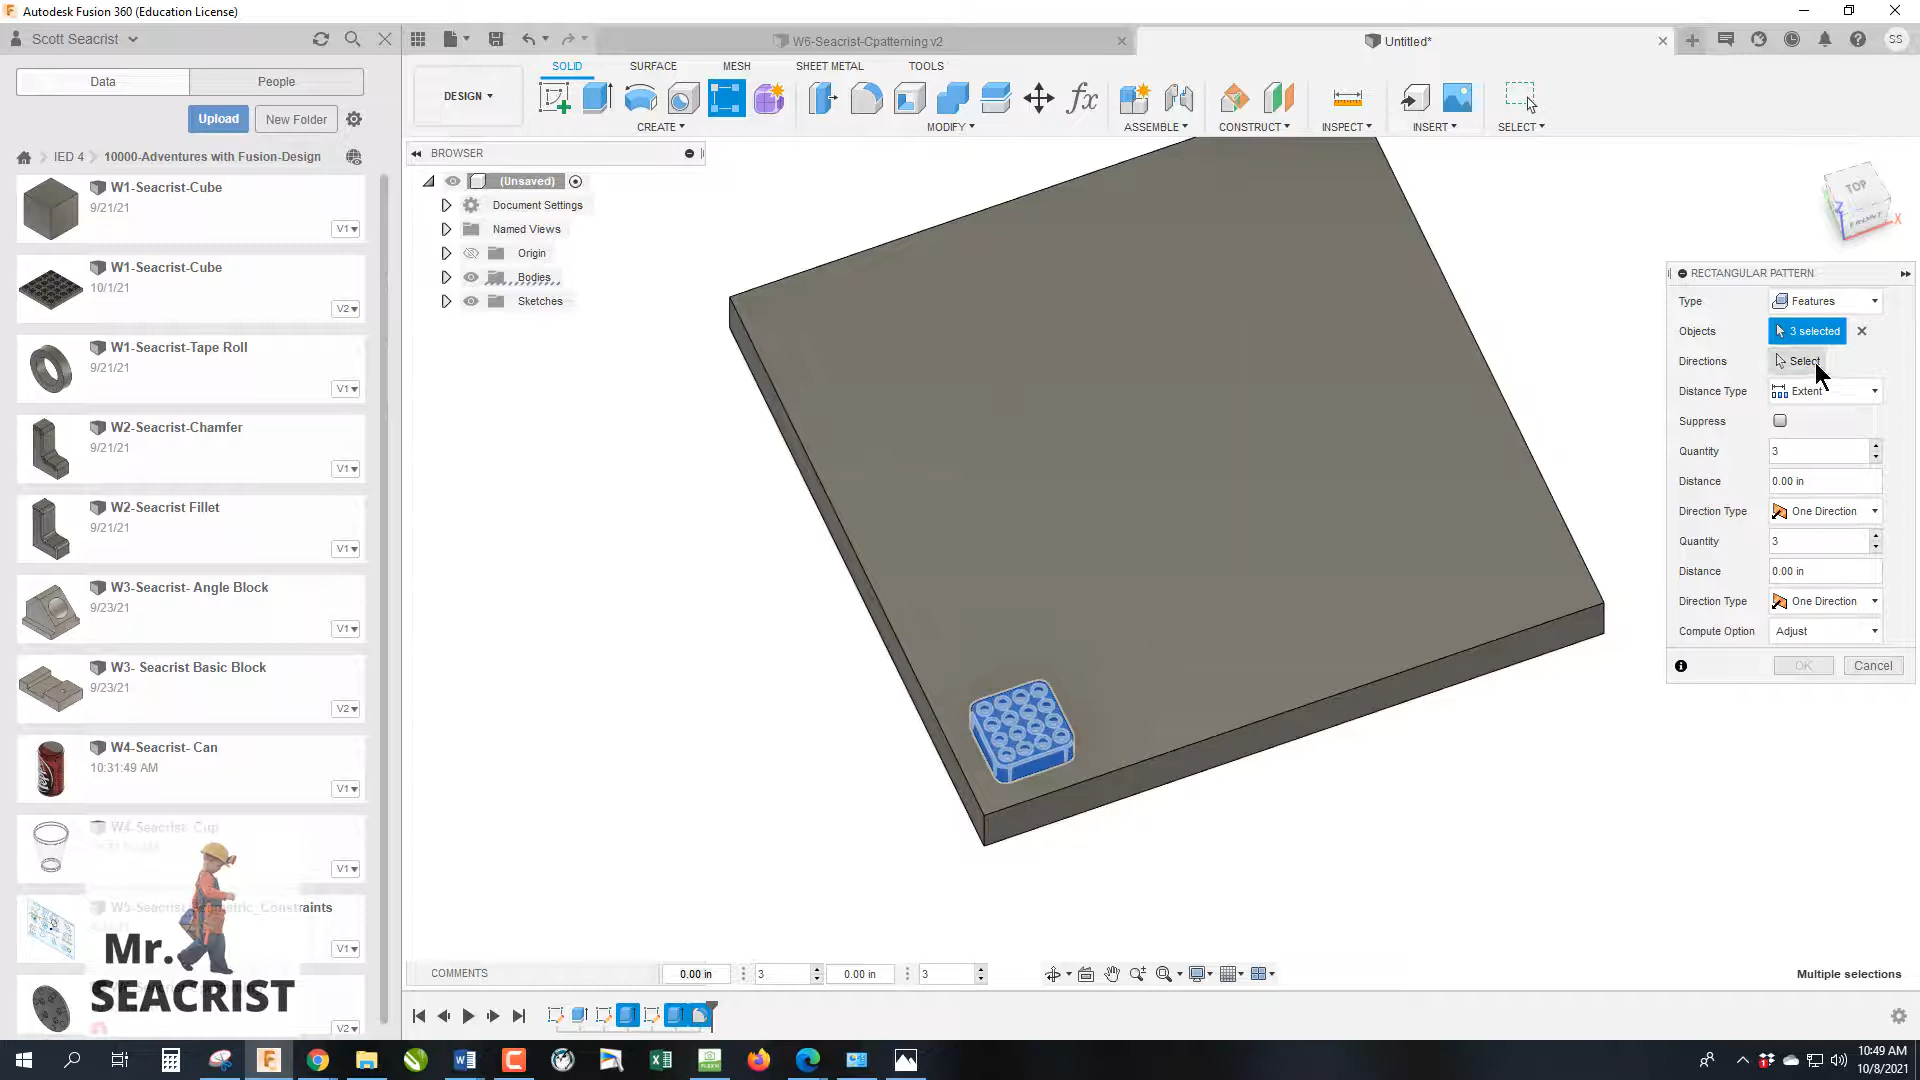 Autodesk Fusion 360 (Education License)
Scott Seacrist
W6-Seacrist-Cpatterning v2
Untitled*
SS
Data
People
Upload
New Folder
IED 4
10000-Adventures with Fusion-Design
W1-Seacrist-Cube
9/21/21
V1
W1-Seacrist-Cube
10/1/21
V2
W1-Seacrist-Tape Roll
9/21/21
V1
W2-Seacrist-Chamfer
9/21/21
V1
W2-Seacrist Fillet
9/21/21
V1
W3-Seacrist- Angle Block
9/23/21
V1
W3- Seacrist Basic Block
9/23/21
V2
W4-Seacrist- Can
10:31:49 AM
V1
W4-Seacrist- Cup
V1
V1
V2
Mr.
SEACRIST
DESIGN
SOLID
SURFACE
MESH
SHEET METAL
TOOLS
CREATE
MODIFY
ASSEMBLE
CONSTRUCT
INSPECT
INSERT
SELECT
fx
BROWSER
(Unsaved)
Document Settings
Named Views
Origin
Bodies
Sketches
TOP
FRONT
Z
X
RECTANGULAR PATTERN
Type Features
Objects 3 selected
Directions Select
Distance Type Extent
Suppress
Quantity 3
Distance 0.00 in
Direction Type One Direction
Quantity 3
Distance 0.00 in
Direction Type One Direction
Compute Option Adjust
OK Cancel
COMMENTS
0.00 in
3
0.00 in
3
Multiple selections
10:49 AM
10/8/2021